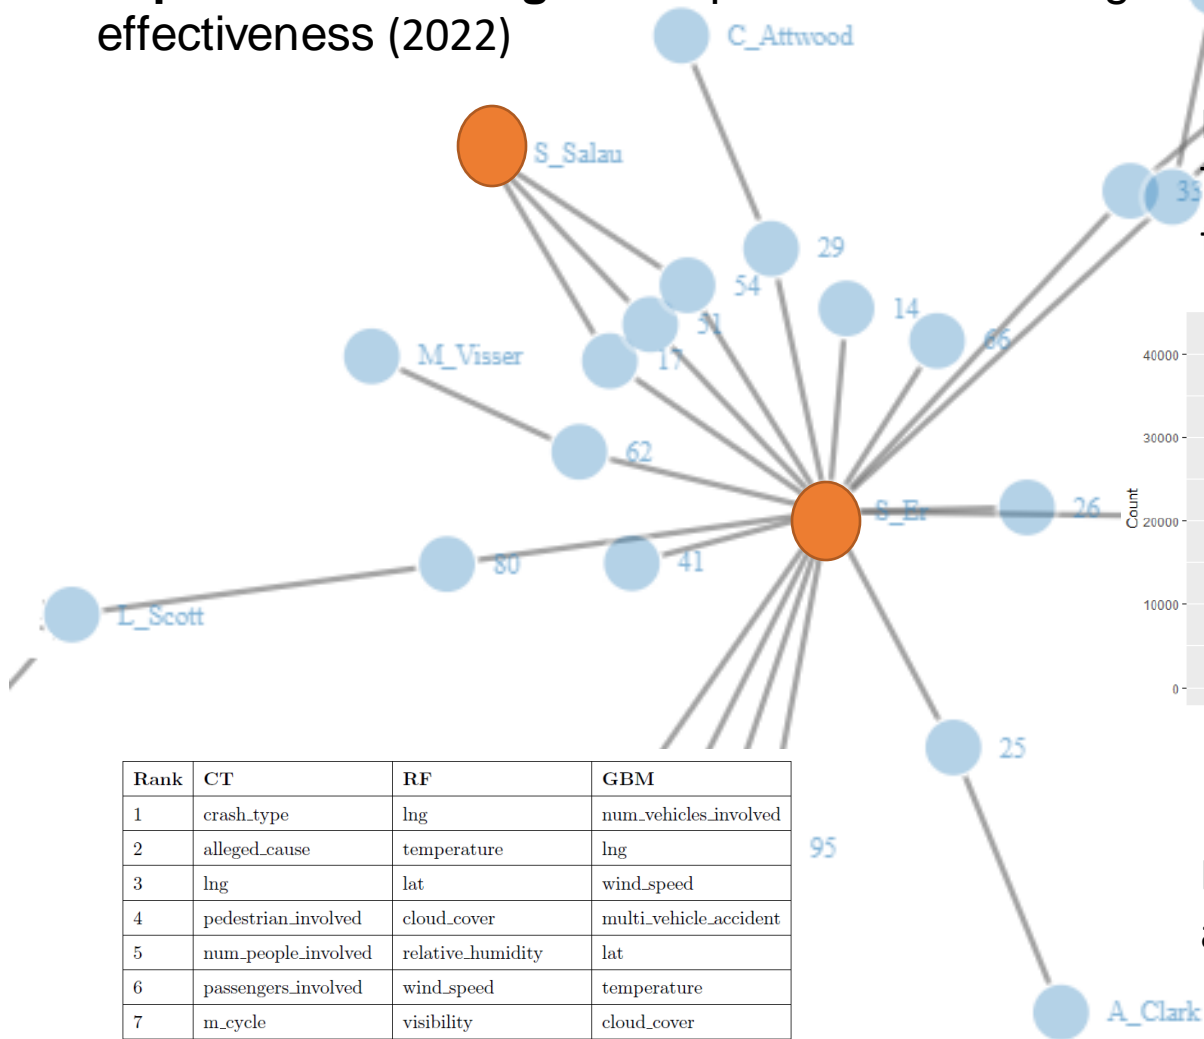 effectiveness (2022)
C_Attwood
S_Salau
33
29
54
14
51
66
M_Visser
17
62
S_Er
26
80
41
L_Scott
25
95
A_Clark
40000
30000
20000
10000
0
Count
Rank CT RF GBM
1 crash_type lng num_vehicles_involved
2 alleged_cause temperature lng
3 lng lat wind_speed
4 pedestrian_involved cloud_cover multi_vehicle_accident
5 num_people_involved relative_humidity lat
6 passengers_involved wind_speed temperature
7 m_cycle visibility cloud_cover